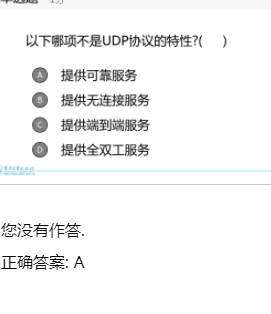 以下哪项不是UDP协议的特性?( )
A 提供可靠服务
B 提供无连接服务
C 提供端到端服务
D 提供全双工服务
您没有作答.
正确答案: A